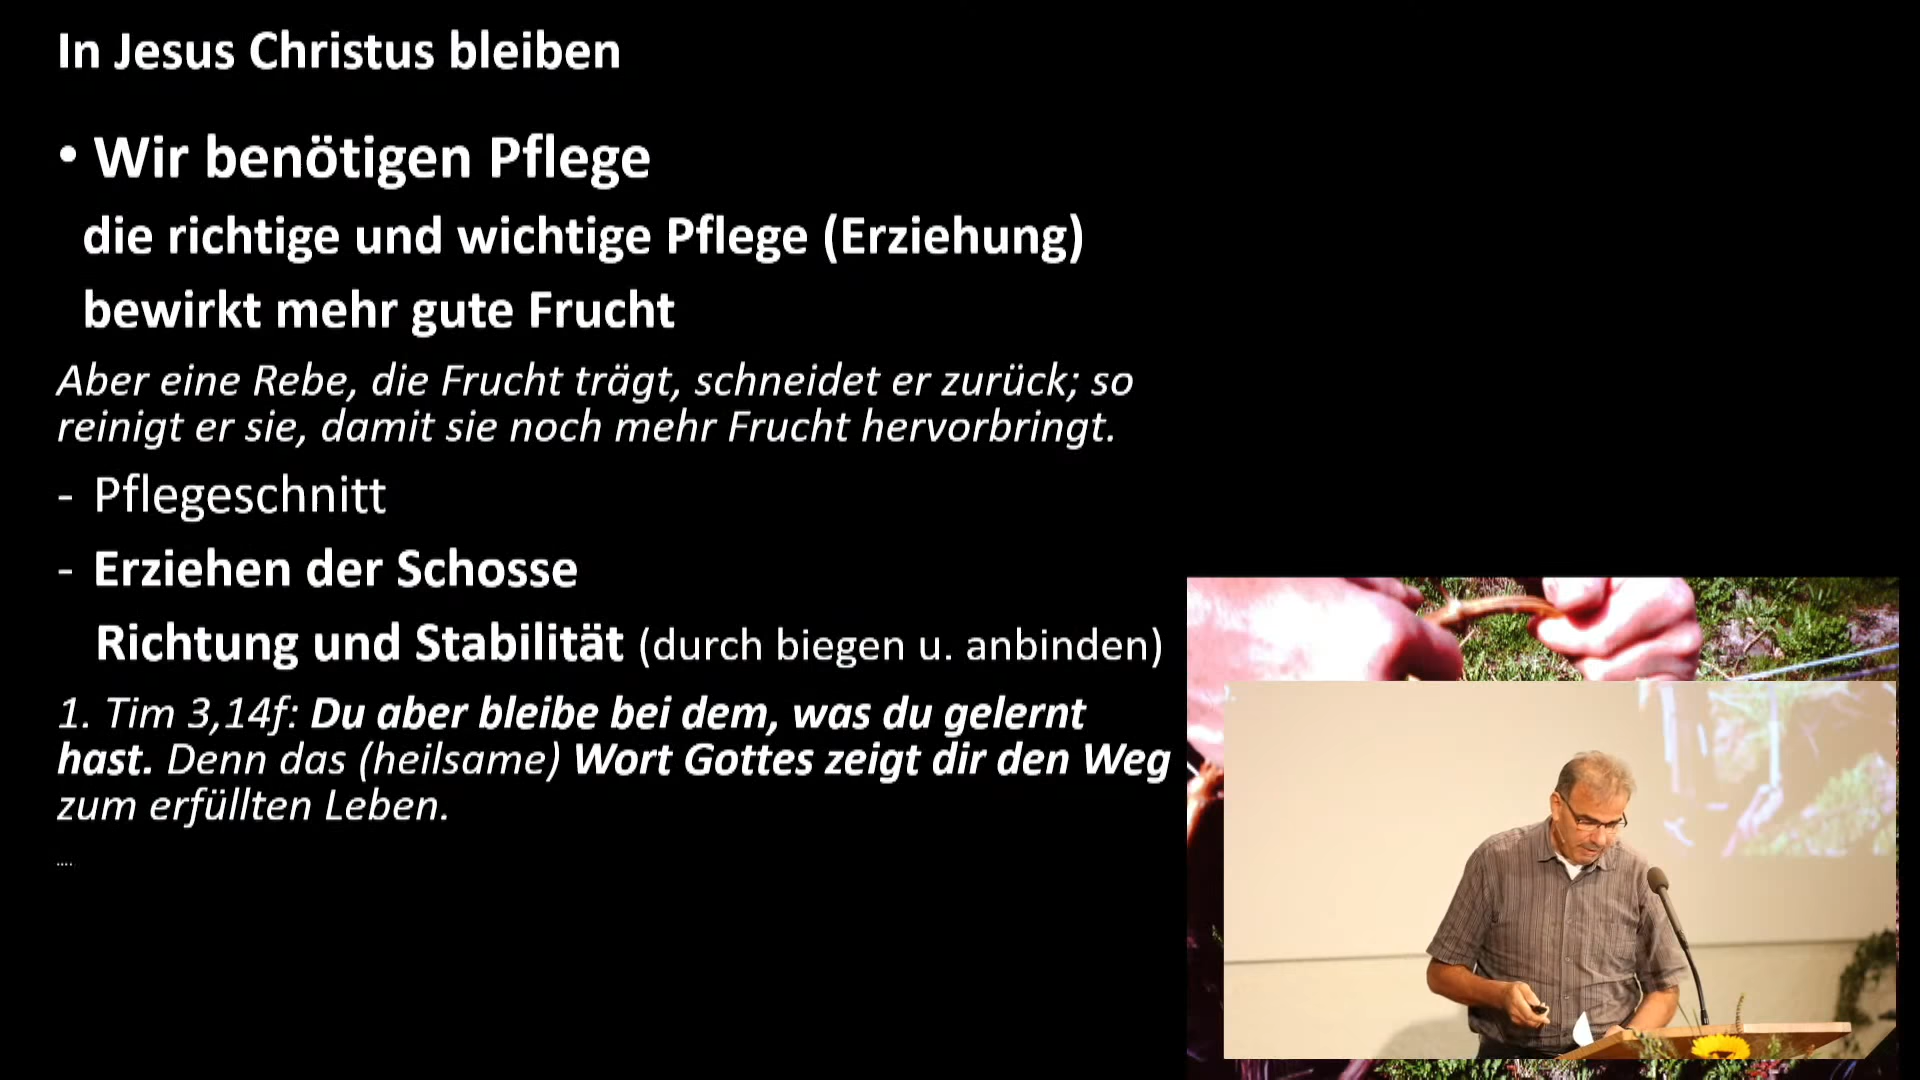 In Jesus Christus bleiben
• Wir benötigen Pflege
die richtige und wichtige Pflege (Erziehung)
bewirkt mehr gute Frucht
Aber eine Rebe, die Frucht trägt, schneidet er zurück; so
reinigt er sie, damit sie noch mehr Frucht hervorbringt.
- Pflegeschnitt
- Erziehen der Schosse
Richtung und Stabilität (durch biegen u. anbinden)
1. Tim 3,14f: Du aber bleibe bei dem, was du gelernt
hast. Denn das (heilsame) Wort Gottes zeigt dir den Weg
zum erfüllten Leben.
....